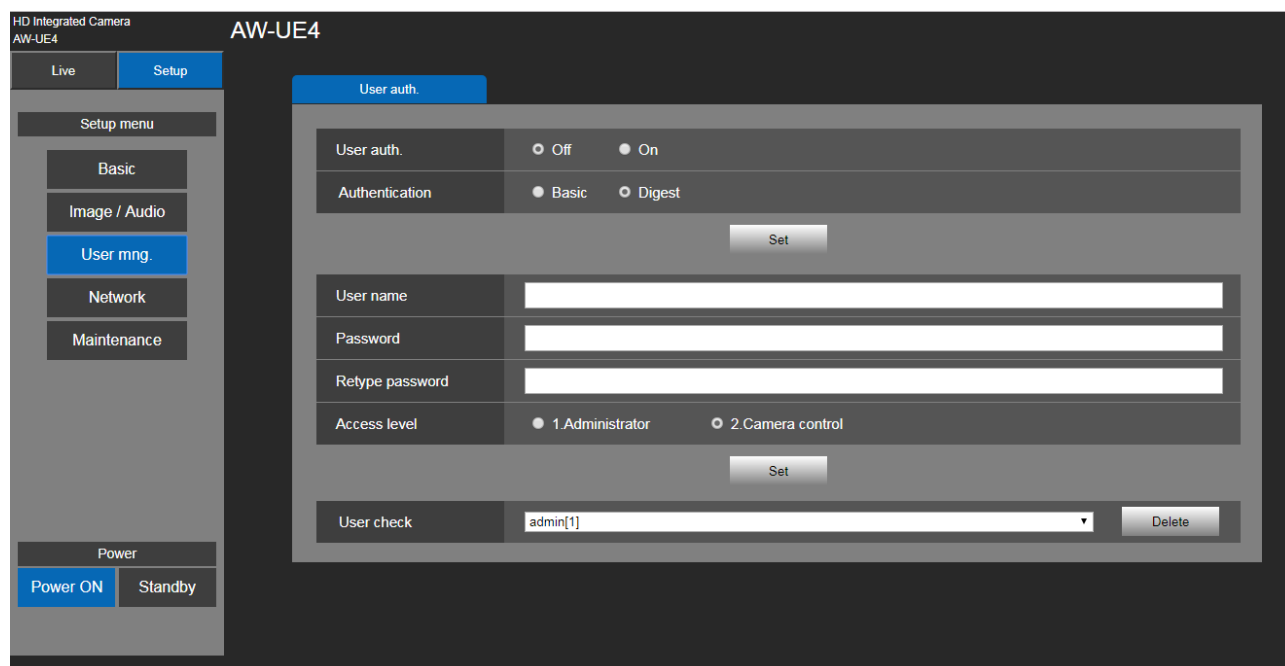 HD Integrated Camera
AW-UE4
AW-UE4
Live Setup
Setup menu
Basic
Image / Audio
User mng.
Network
Maintenance
Power
Power ON Standby
User auth.
User auth. Off On
Authentication Basic Digest
Set
User name
Password
Retype password
Access level 1.Administrator 2.Camera control
Set
User check admin[1] Delete